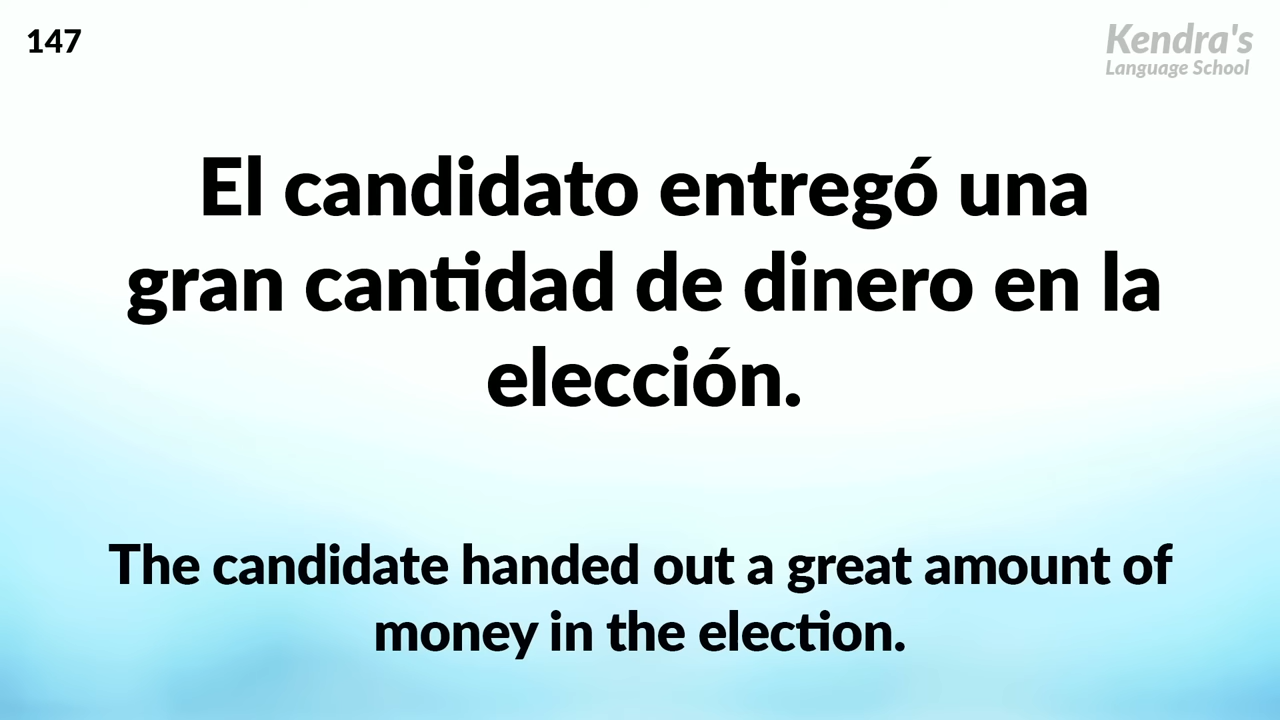 147
Kendra's
Language School
El candidato entregó una
gran cantidad de dinero en la
elección.
The candidate handed out a great amount of
money in the election.